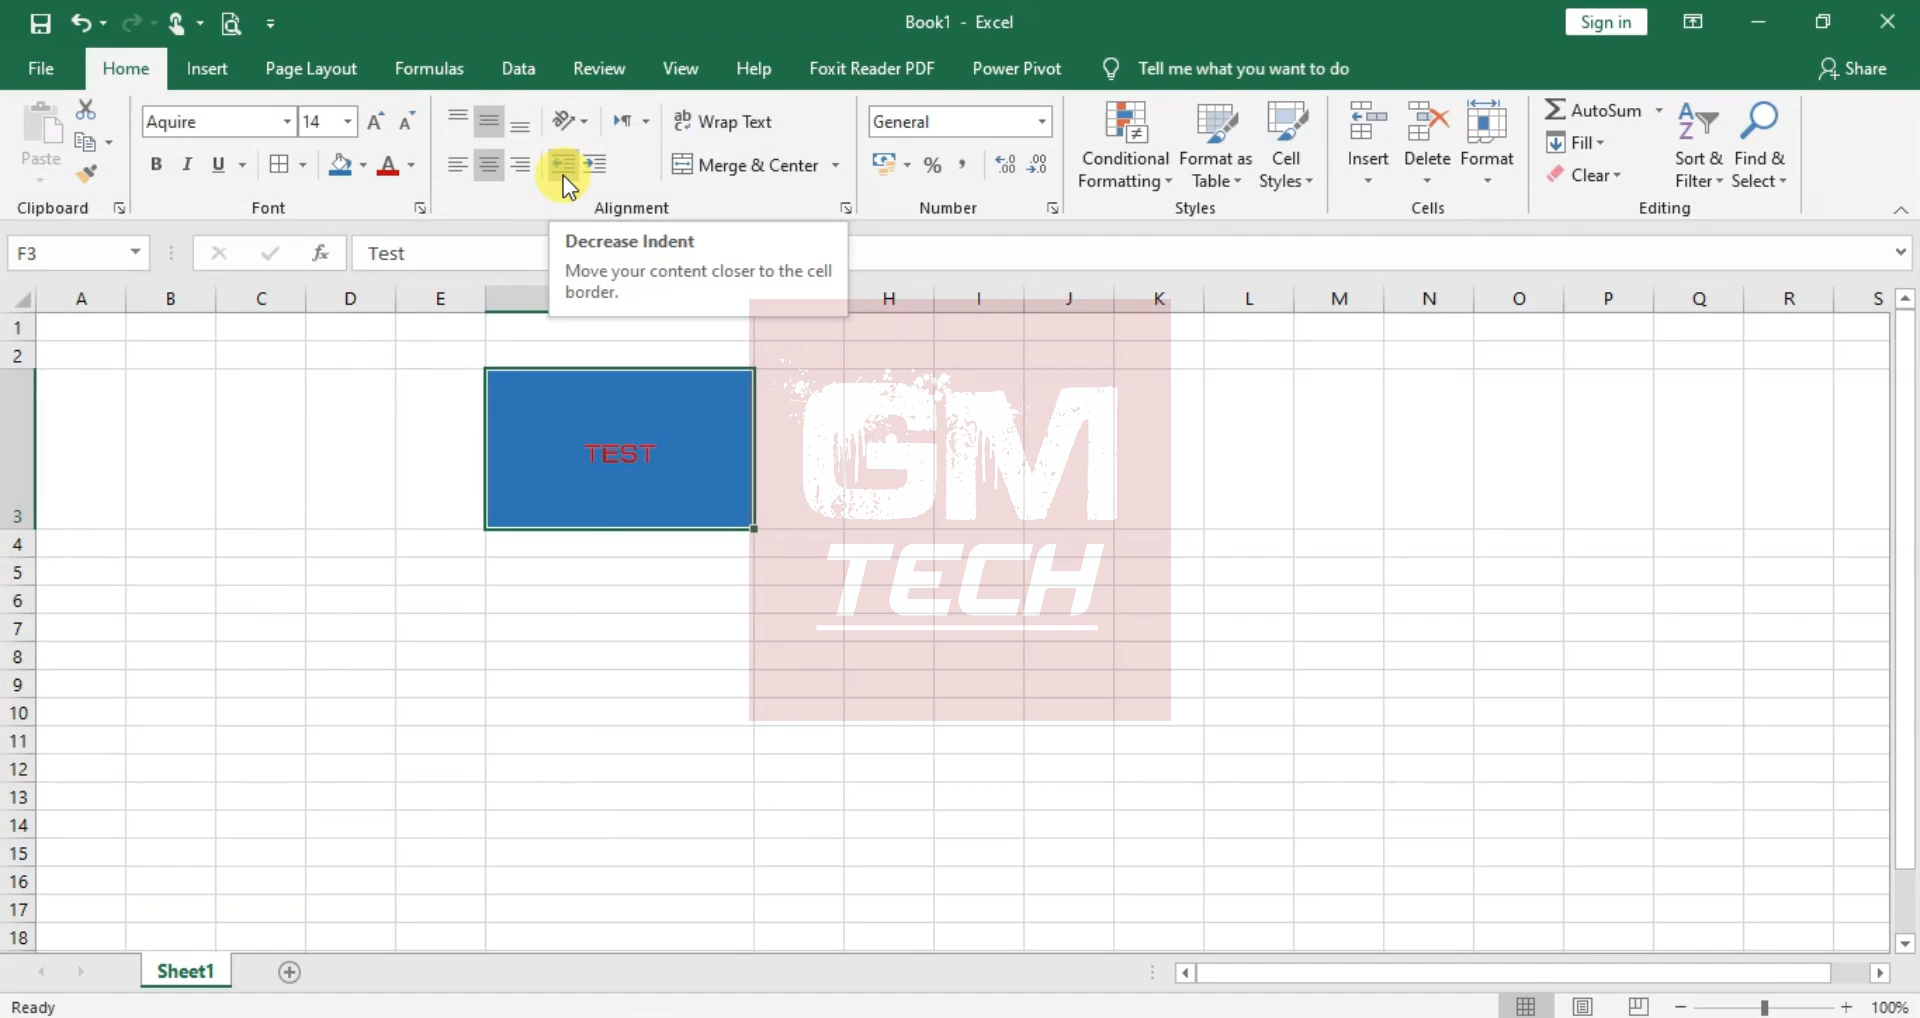 Book1 - Excel
Sign in
File Home Insert Page Layout Formulas Data Review View Help Foxit Reader PDF Power Pivot Tell me what you want to do Share
Paste
Clipboard
Aquire 14
B I U A
Font
ab Wrap Text
Merge & Center
Alignment
General
% ,
Number
Conditional Formatting
Format as Table
Cell Styles
Styles
Insert Delete Format
Cells
AutoSum
Fill
Clear
Sort & Filter
Find & Select
Editing
F3 fx Test
Decrease Indent
Move your content closer to the cell
border.
A B C D E H I J K L M N O P Q R S
1
2
3
TEST
GM
TECH
4
5
6
7
8
9
10
11
12
13
14
15
16
17
18
Sheet1
Ready 100%